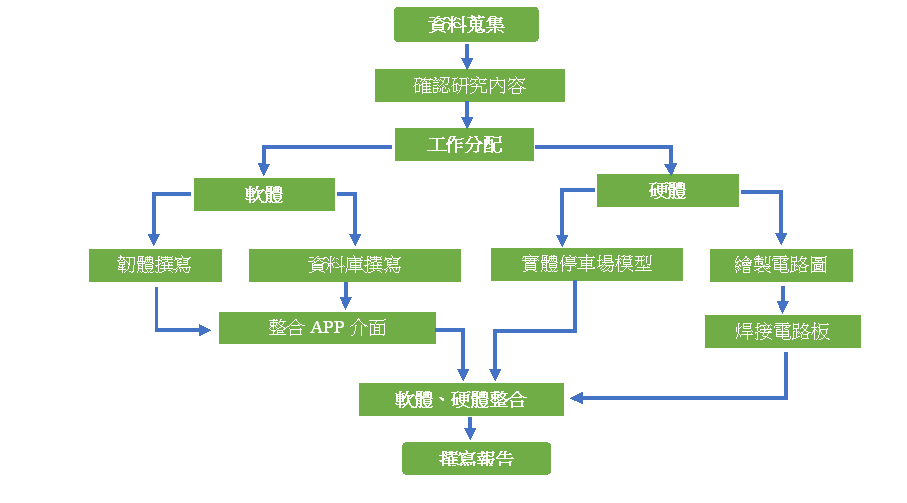 資料蒐集
確認研究內容
工作分配
軟體
硬體
韌體撰寫
資料庫撰寫
實體停車場模型
繪製電路圖
整合 APP 介面
焊接電路板
軟體、硬體整合
撰寫報告